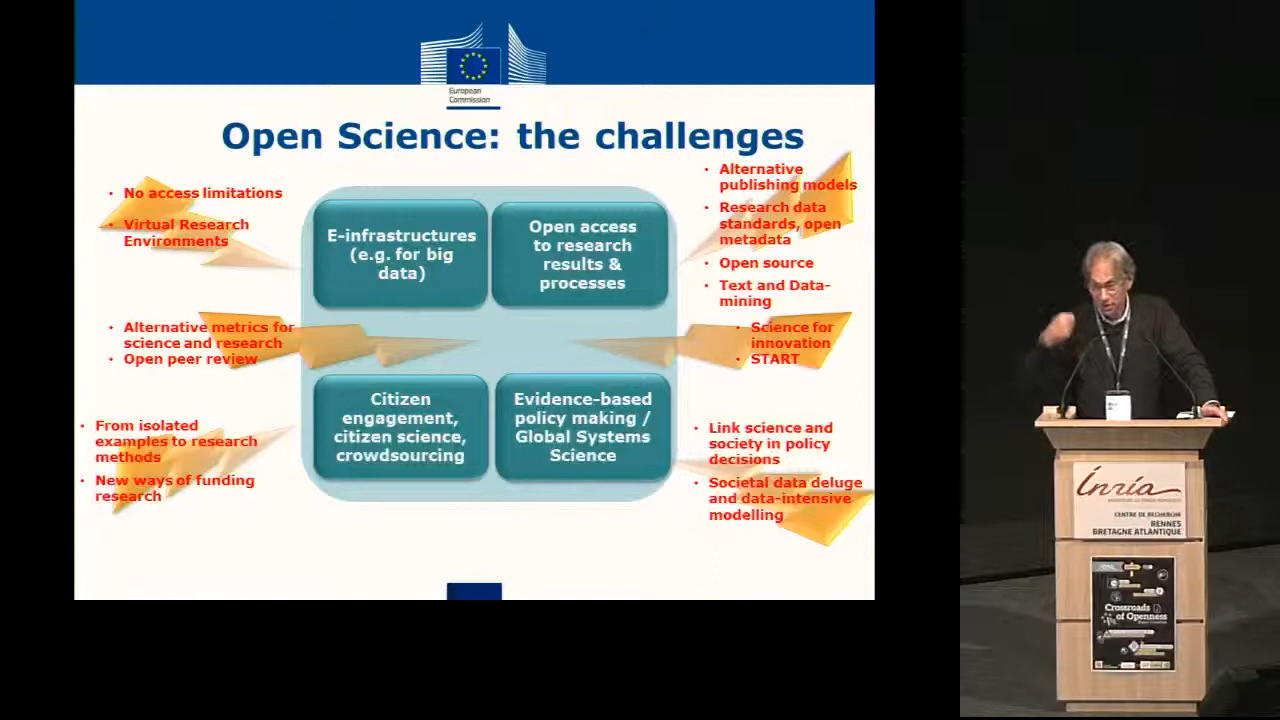 European
Commission
Open Science: the challenges
No access limitations
Virtual Research
Environments
E-infrastructures
(e.g. for big
data)
Open access
to research
results &
processes
Alternative
publishing models
Research data
standards, open
metadata
Open source
Text and Data-
mining
Alternative metrics for
science and research
Open peer review
Science for
innovation
START
From isolated
examples to research
methods
New ways of funding
research
Citizen
engagement,
citizen science,
crowdsourcing
Evidence-based
policy making /
Global Systems
Science
Link science and
society in policy
decisions
Societal data deluge
and data-intensive
modelling
Inria
CENTRE DE RECHERCHE
RENNES
BRETAGNE ATLANTIQUE
Crossroads
of Openness